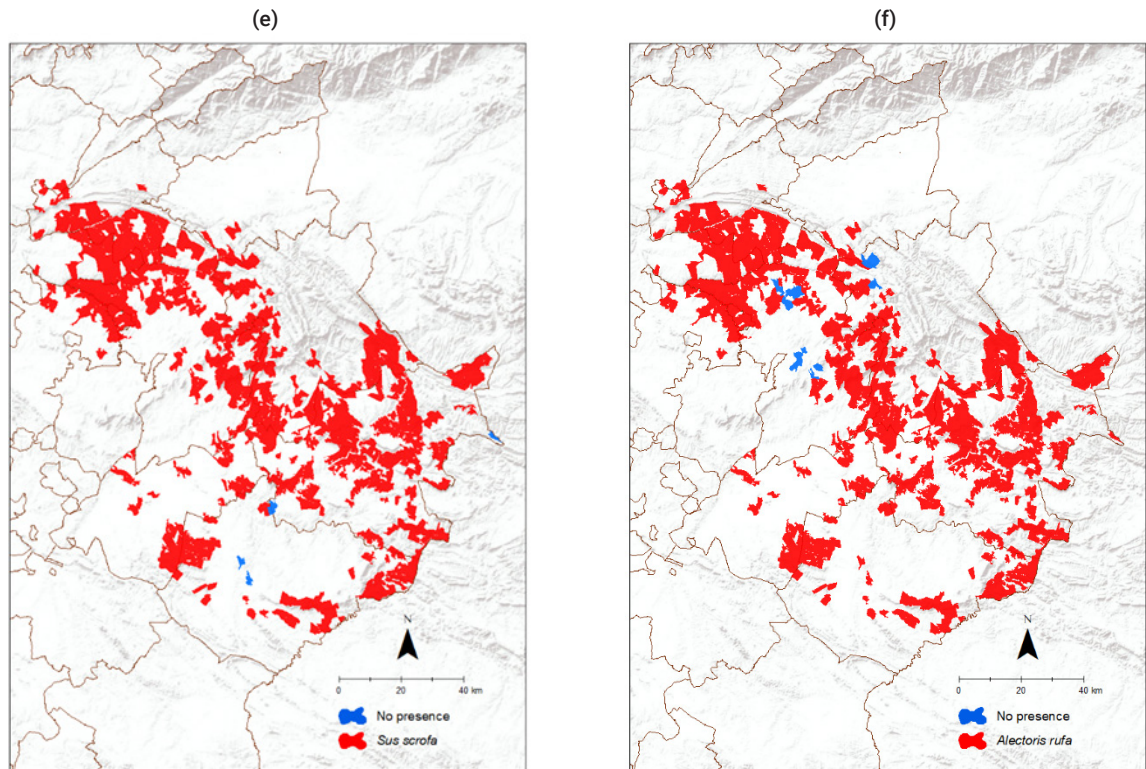 (e)
(f)
N
0 20 40 km
No presence
Sus scrofa
N
0 20 40 km
No presence
Alectoris rufa